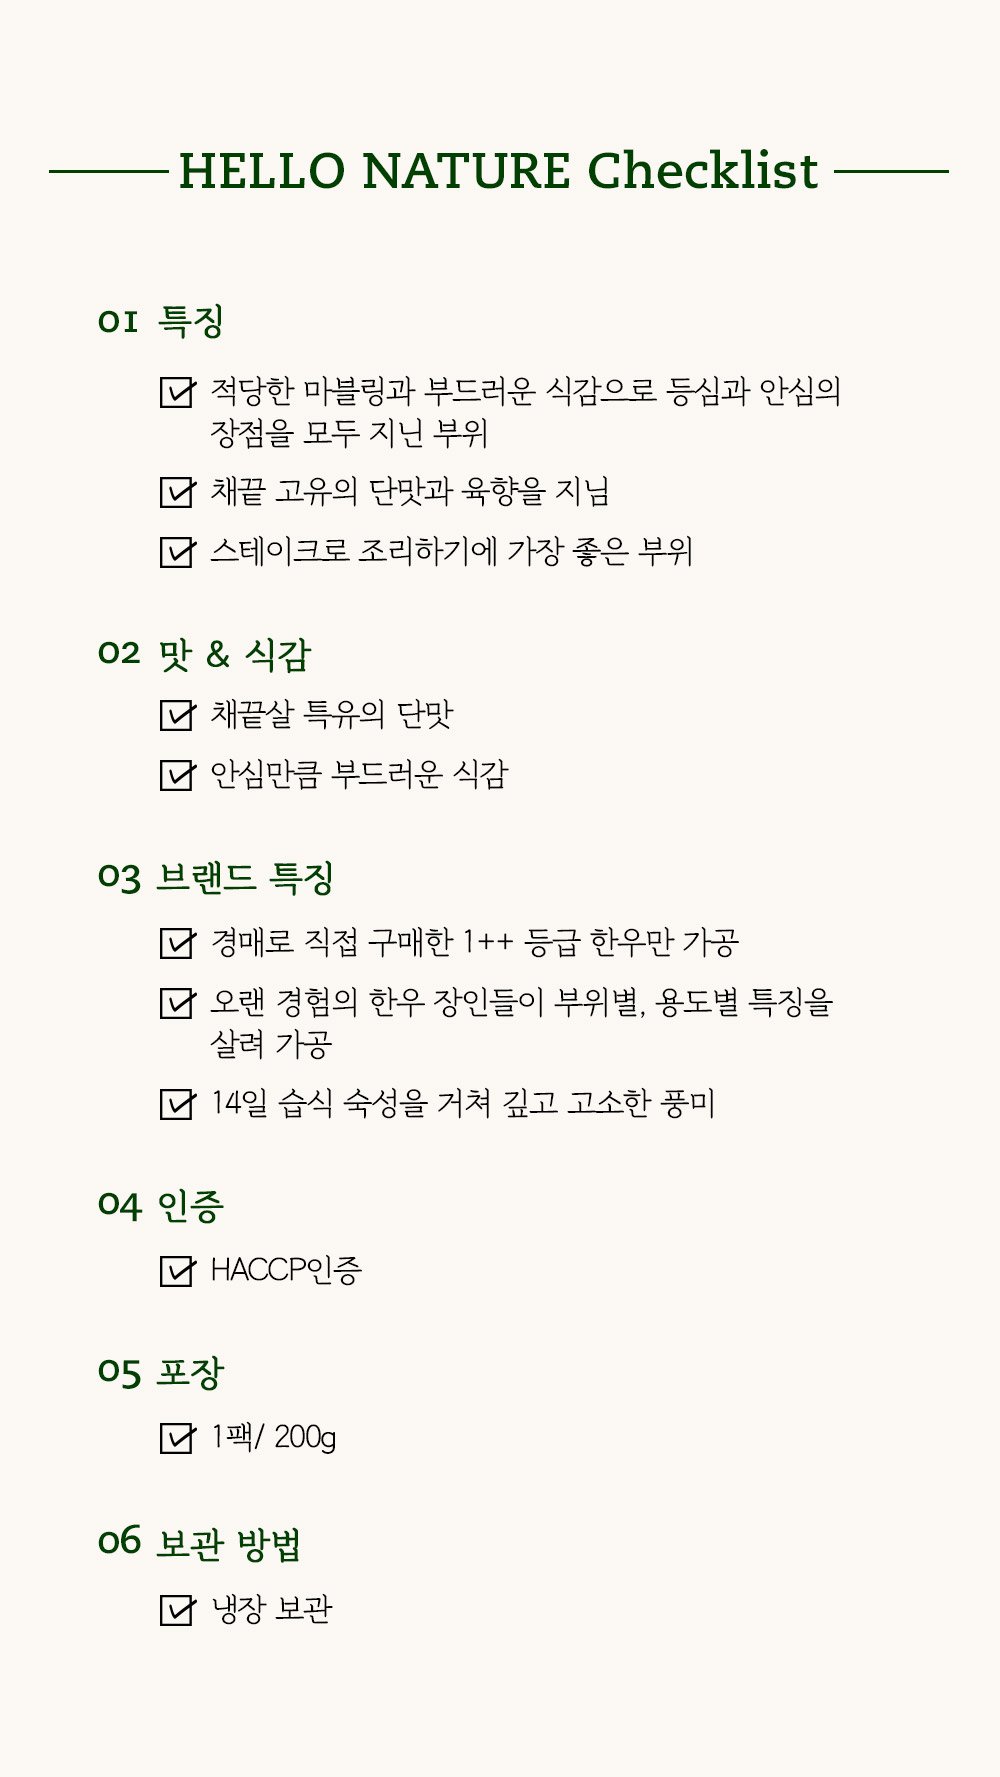 HELLO NATURE Checklist
01 특징
적당한 마블링과 부드러운 식감으로 등심과 안심의
장점을 모두 지닌 부위
채끝 고유의 단맛과 육향을 지님
스테이크로 조리하기에 가장 좋은 부위
02 맛 & 식감
채끝살 특유의 단맛
안심만큼 부드러운 식감
03 브랜드 특징
경매로 직접 구매한 1++ 등급 한우만 가공
오랜 경험의 한우 장인들이 부위별, 용도별 특징을
살려 가공
14일 습식 숙성을 거쳐 깊고 고소한 풍미
04 인증
HACCP인증
05 포장
1팩/ 200g
06 보관 방법
냉장 보관